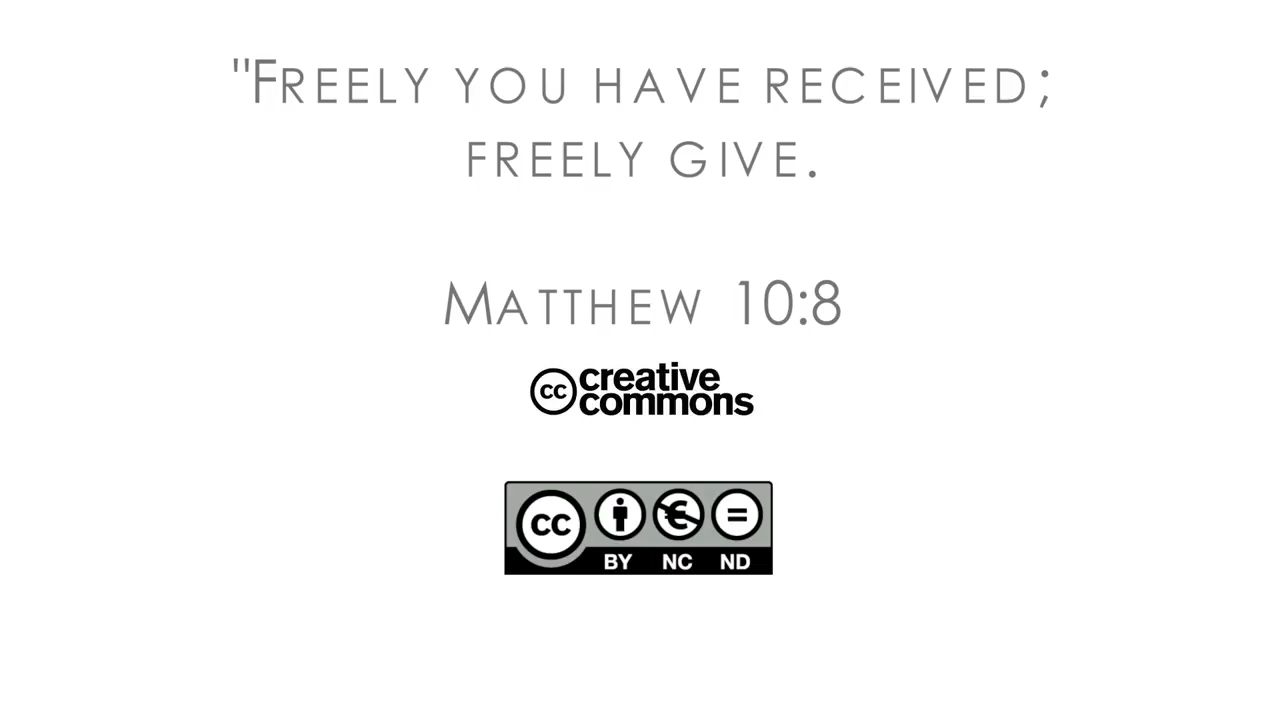 "FREELY YOU HAVE RECEIVED;
FREELY GIVE.
MATTHEW 10:8
cc creative
commons
cc BY NC ND